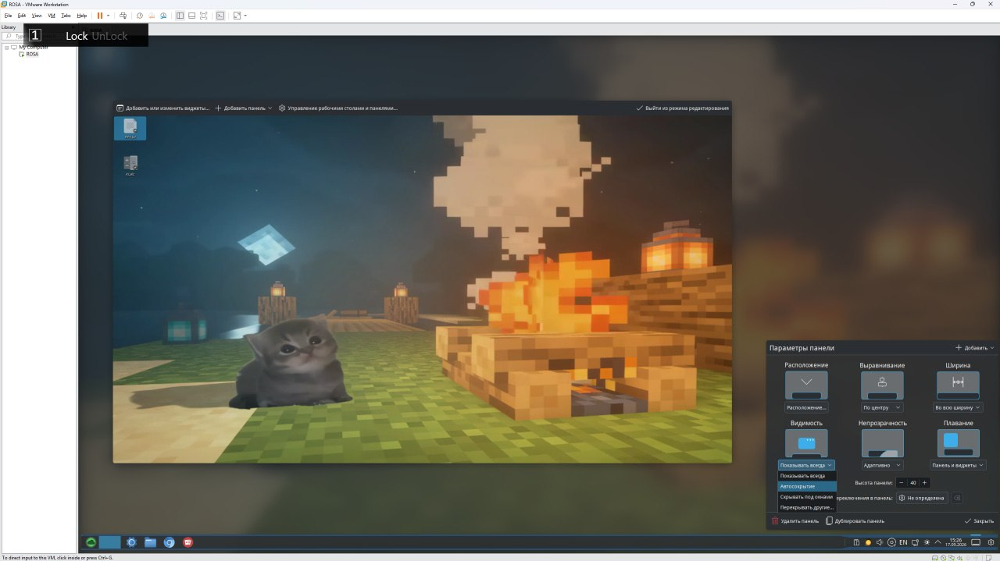 ROSA - VMware Workstation
File Edit View VM Tabs Help
Library
1 Lock UnLock
My Computer
ROSA
Добавить или изменить виджеты...
Добавить панель
Управление рабочими столами и панелями...
Выйти из режима редактирования
Параметры панели
Добавить
Расположение Выравнивание Ширина
Расположение... По центру Во всю ширину
Видимость Непрозрачность Плавание
Показывать всегда Адаптивно Панель и виджеты
Показывать всегда
Автосокрытие
Высота панели: 40
Скрывать под окнами
ереключения в панель: Не определена
Перекрывать другие...
Удалить панель Дублировать панель Закрыть
EN
15:26
17.09.2026
To direct input to this VM, click inside or press Ctrl+G.